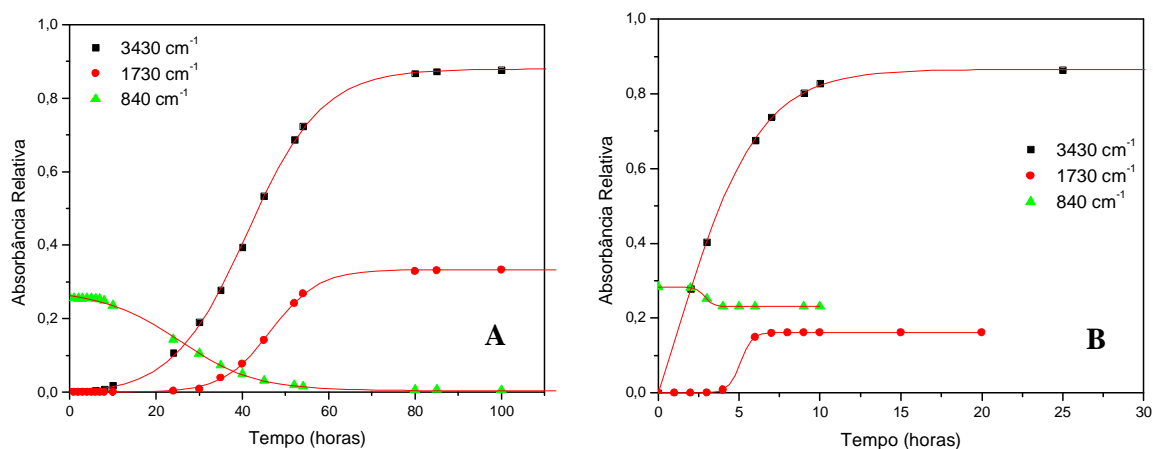 1,0
0,8
0,6
0,4
0,2
0,0
Absorbância Relativa
3430 cm⁻¹
1730 cm⁻¹
840 cm⁻¹
A
0 20 40 60 80 100
Tempo (horas)
1,0
0,8
0,6
0,4
0,2
0,0
Absorbância Relativa
3430 cm⁻¹
1730 cm⁻¹
840 cm⁻¹
B
0 5 10 15 20 25 30
Tempo (horas)